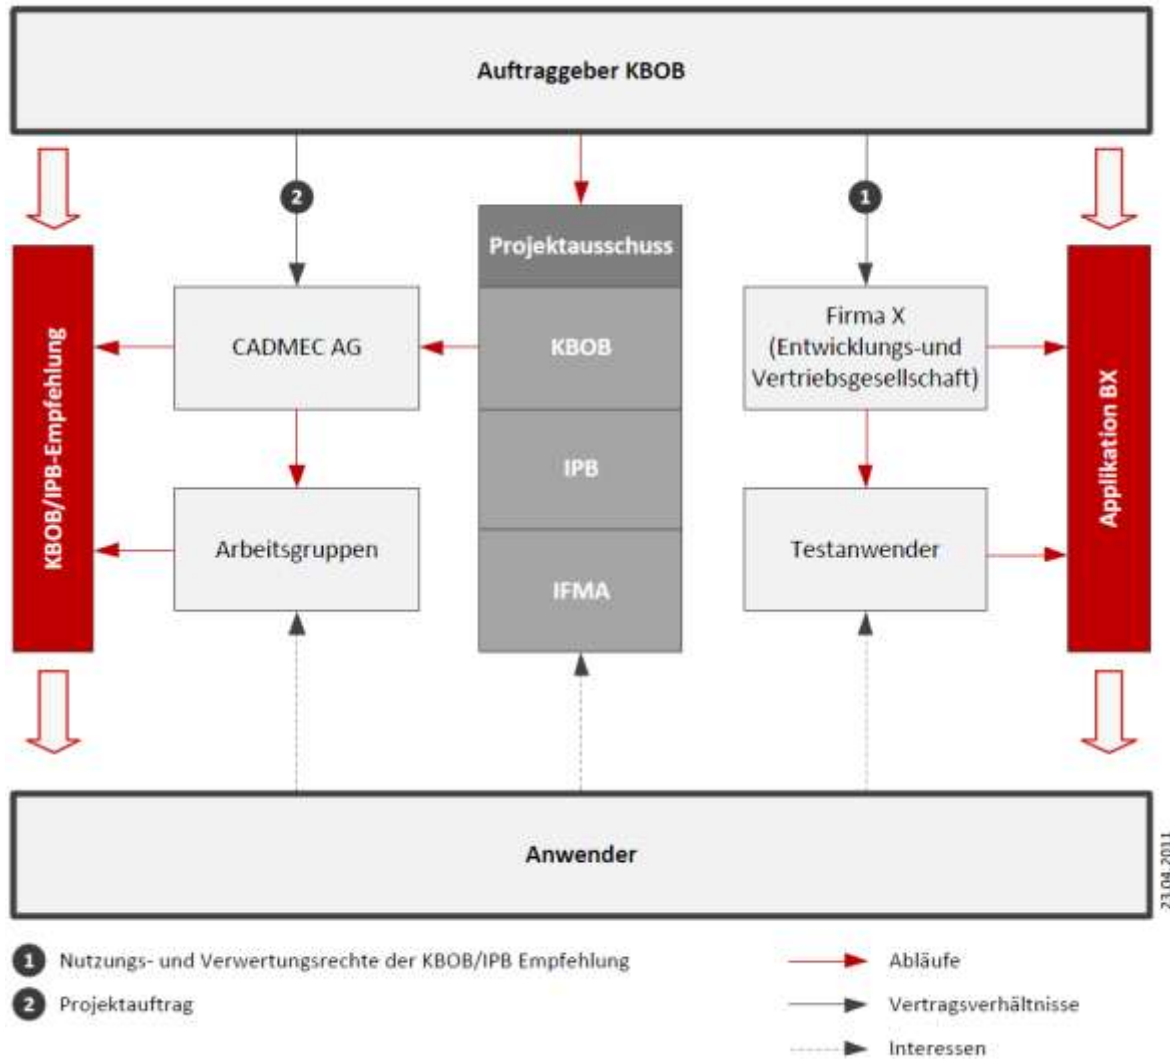 Auftraggeber KBOB
2
1
Projektausschuss
KBOB/IPB-Empfehlung
CADMEC AG
KBOB
Firma X
(Entwicklungs-und
Vertriebsgesellschaft)
Applikation BX
IPB
Arbeitsgruppen
Testanwender
IFMA
Anwender
23.04.2011
1 Nutzungs- und Verwertungsrechte der KBOB/IPB Empfehlung
2 Projektauftrag
Abläufe
Vertragsverhältnisse
Interessen